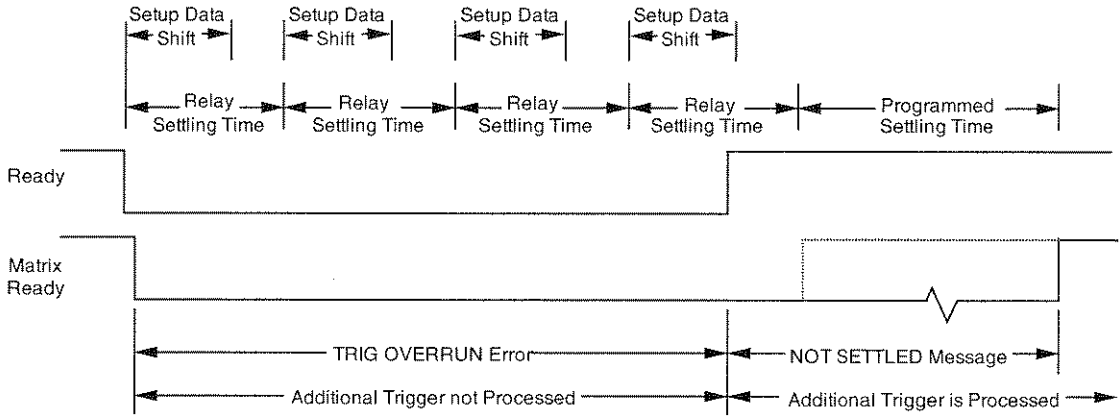 Setup Data
Shift
Setup Data
Shift
Setup Data
Shift
Setup Data
Shift
Relay
Settling Time
Relay
Settling Time
Relay
Settling Time
Relay
Settling Time
Programmed
Settling Time
Ready
Matrix
Ready
TRIG OVERRUN Error
NOT SETTLED Message
Additional Trigger not Processed
Additional Trigger is Processed